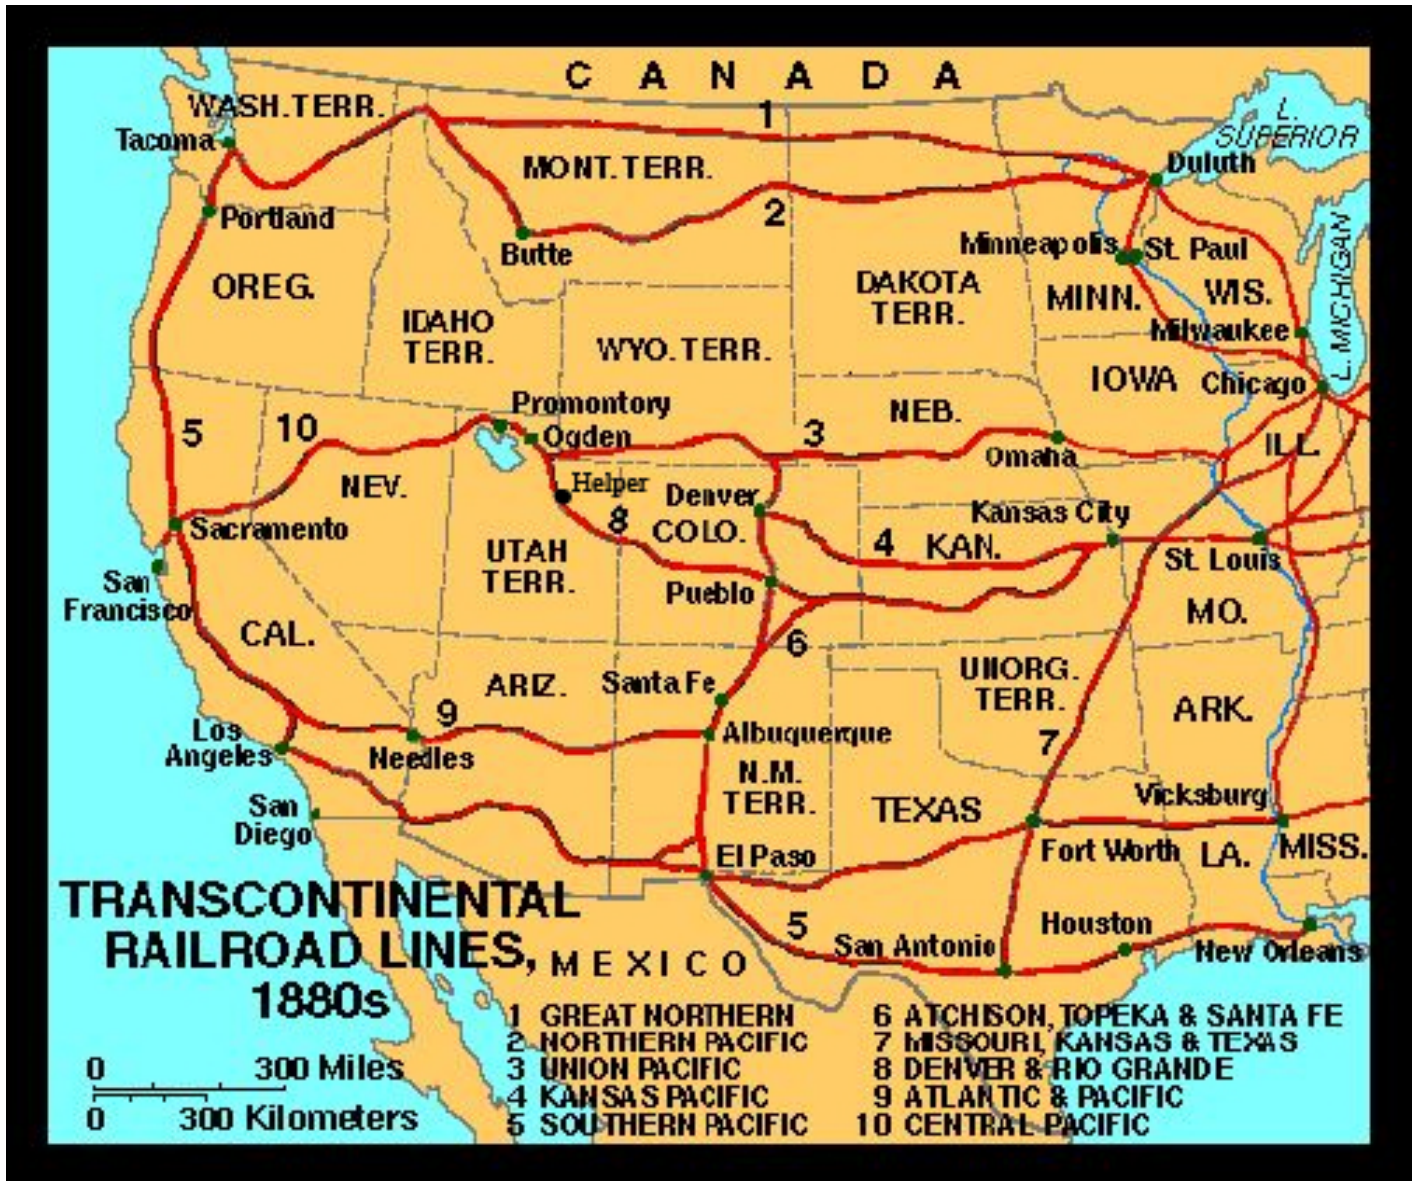 C A N A D A
WASH. TERR.
1
L.
SUPERIOR
Tacoma
MONT. TERR.
Duluth
Portland
2
Butte
Minneapolis
St. Paul
L. MICHIGAN
OREG.
DAKOTA
TERR.
MINN.
WIS.
IDAHO
TERR.
WYO. TERR.
Milwaukee
IOWA
Chicago
Promontory
NEB.
5
10
Ogden
3
Omaha
ILL.
NEV.
Helper
Denver
8
COLO.
Kansas City
Sacramento
UTAH
TERR.
4
KAN.
St. Louis
San
Francisco
Pueblo
MO.
CAL.
6
ARIZ.
Santa Fe
UNORG.
TERR.
ARK.
9
Los
Angeles
Needles
Albuquerque
7
N.M.
TERR.
San
Diego
TEXAS
Vicksburg
El Paso
Fort Worth
LA.
MISS.
TRANSCONTINENTAL
RAILROAD LINES,
1880s
5
Houston
San Antonio
New Orleans
MEXICO
1 GREAT NORTHERN
2 NORTHERN PACIFIC
3 UNION PACIFIC
4 KANSAS PACIFIC
5 SOUTHERN PACIFIC
6 ATCHISON, TOPEKA & SANTA FE
7 MISSOURI, KANSAS & TEXAS
8 DENVER & RIO GRANDE
9 ATLANTIC & PACIFIC
10 CENTRAL PACIFIC
0 300 Miles
0 300 Kilometers